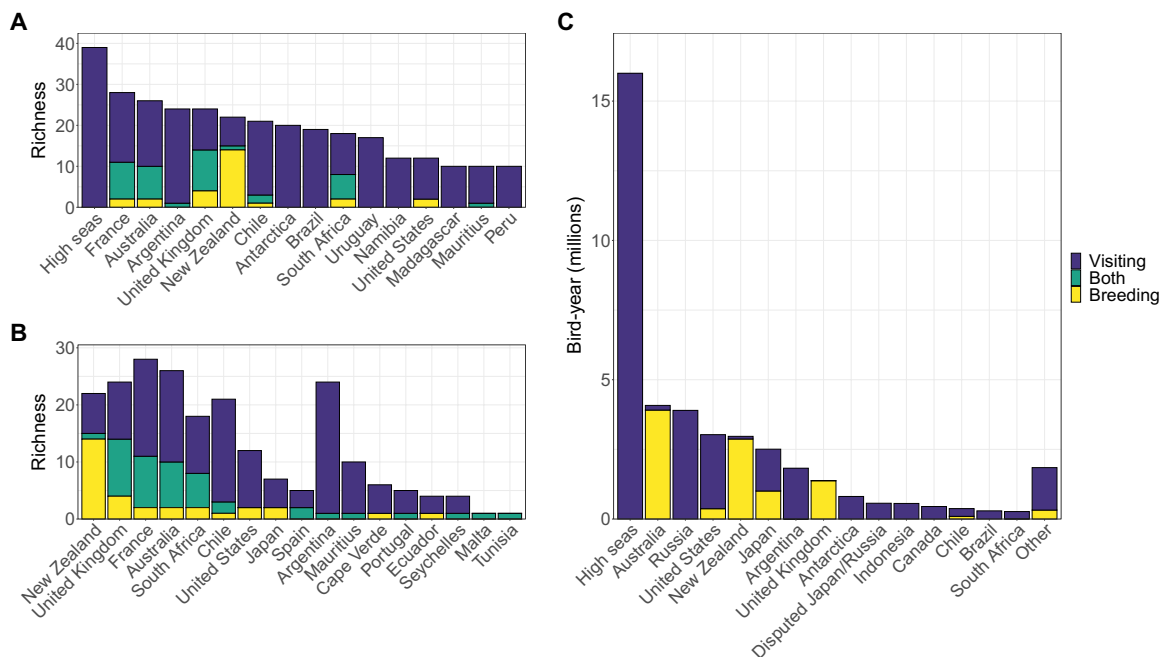 A
Richness
40
30
20
10
0
High seas
France
Australia
Argentina
United Kingdom
New Zealand
Chile
Antarctica
Brazil
South Africa
Uruguay
Namibia
United States
Madagascar
Mauritius
Peru
B
Richness
30
20
10
0
New Zealand
United Kingdom
France
Australia
South Africa
Chile
United States
Japan
Spain
Argentina
Mauritius
Cape Verde
Portugal
Ecuador
Seychelles
Malta
Tunisia
C
Bird-year (millions)
15
10
5
0
High seas
Australia
Russia
United States
New Zealand
Japan
Argentina
United Kingdom
Antarctica
Disputed Japan/Russia
Indonesia
Canada
Chile
Brazil
South Africa
Other
Visiting
Both
Breeding